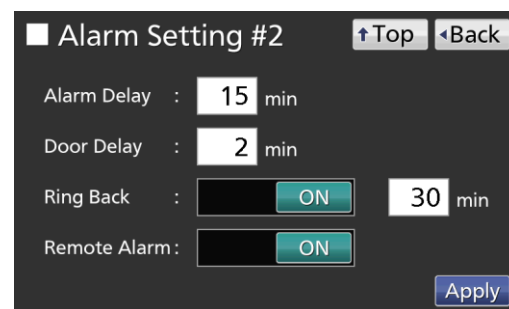 Alarm Setting #2 Top Back
Alarm Delay : 15 min
Door Delay : 2 min
Ring Back : ON 30 min
Remote Alarm : ON
Apply